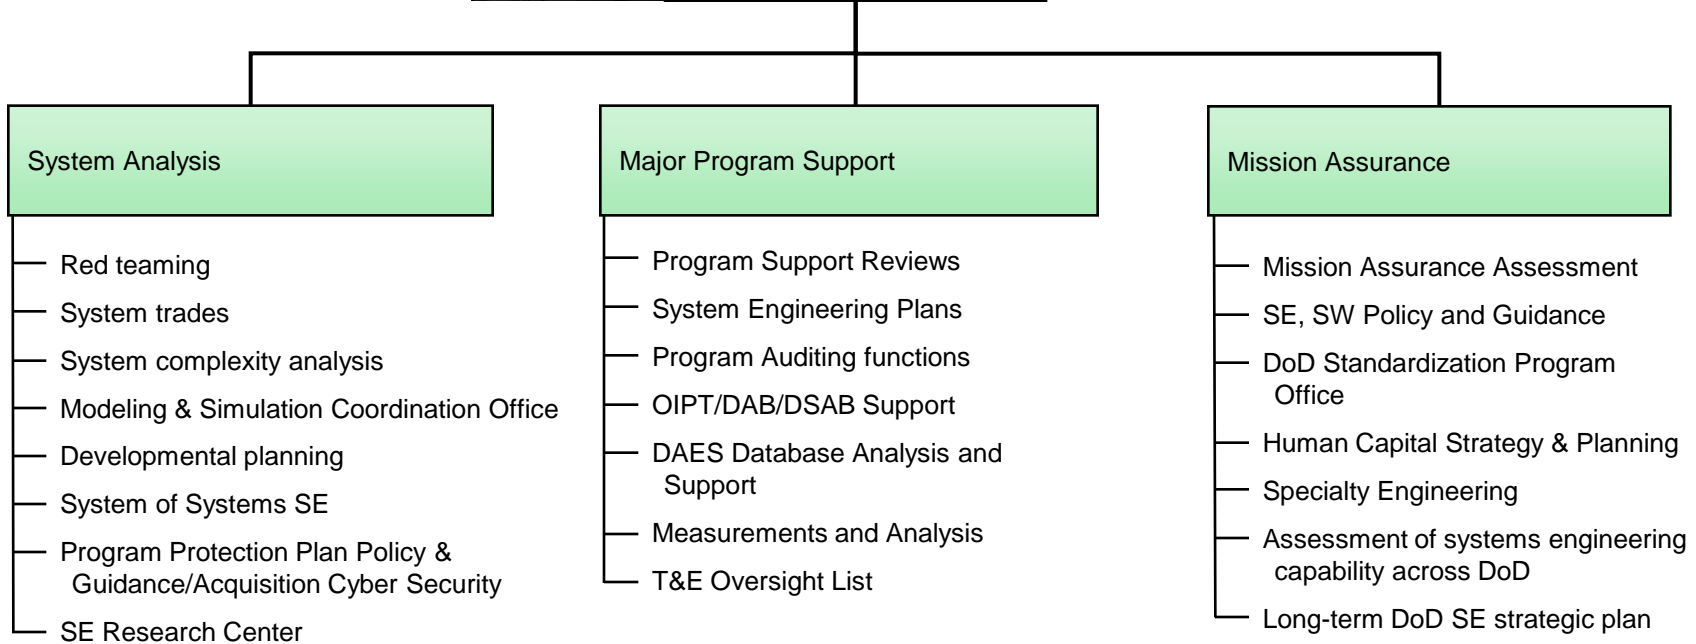 System Analysis
Red teaming
System trades
System complexity analysis
Modeling & Simulation Coordination Office
Developmental planning
System of Systems SE
Program Protection Plan Policy &
Guidance/Acquisition Cyber Security
SE Research Center
Major Program Support
Program Support Reviews
System Engineering Plans
Program Auditing functions
OIPT/DAB/DSAB Support
DAES Database Analysis and
Support
Measurements and Analysis
T&E Oversight List
Mission Assurance
Mission Assurance Assessment
SE, SW Policy and Guidance
DoD Standardization Program
Office
Human Capital Strategy & Planning
Specialty Engineering
Assessment of systems engineering
capability across DoD
Long-term DoD SE strategic plan